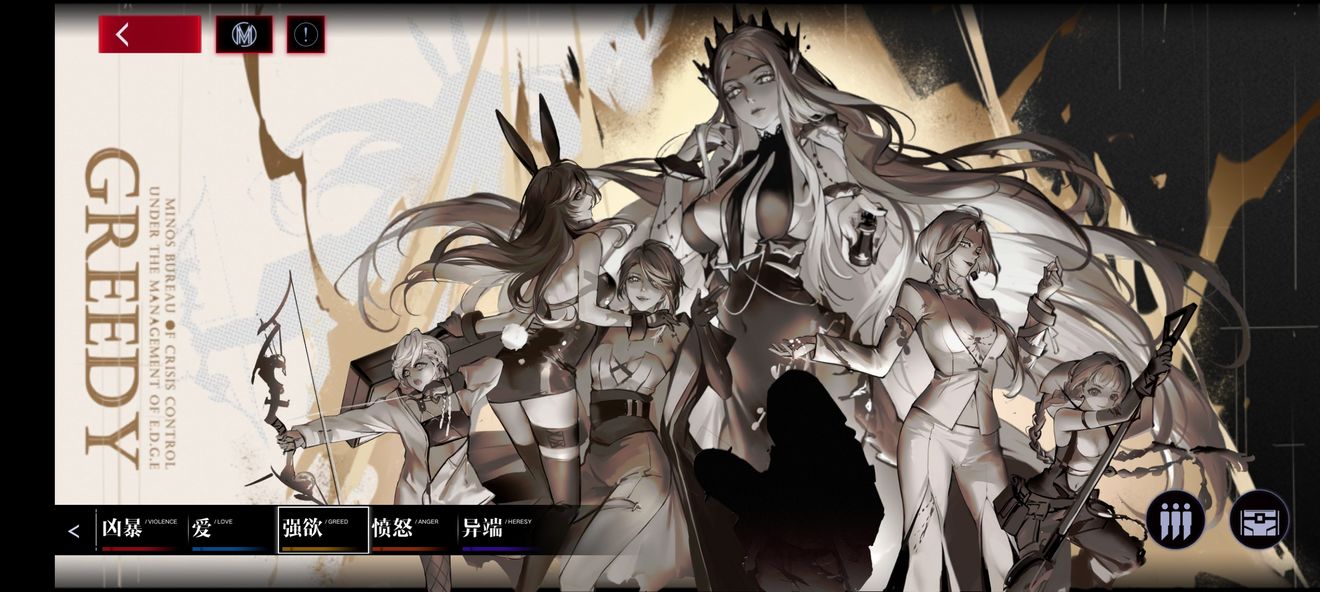 GREEDY
MINOS BUREAU OF CRISIS CONTROL
UNDER THE MANAGEMENT OF E.D.G.E
凶暴 / VIOLENCE
爱 / LOVE
强欲 / GREED
愤怒 / ANGER
异端 / HERESY